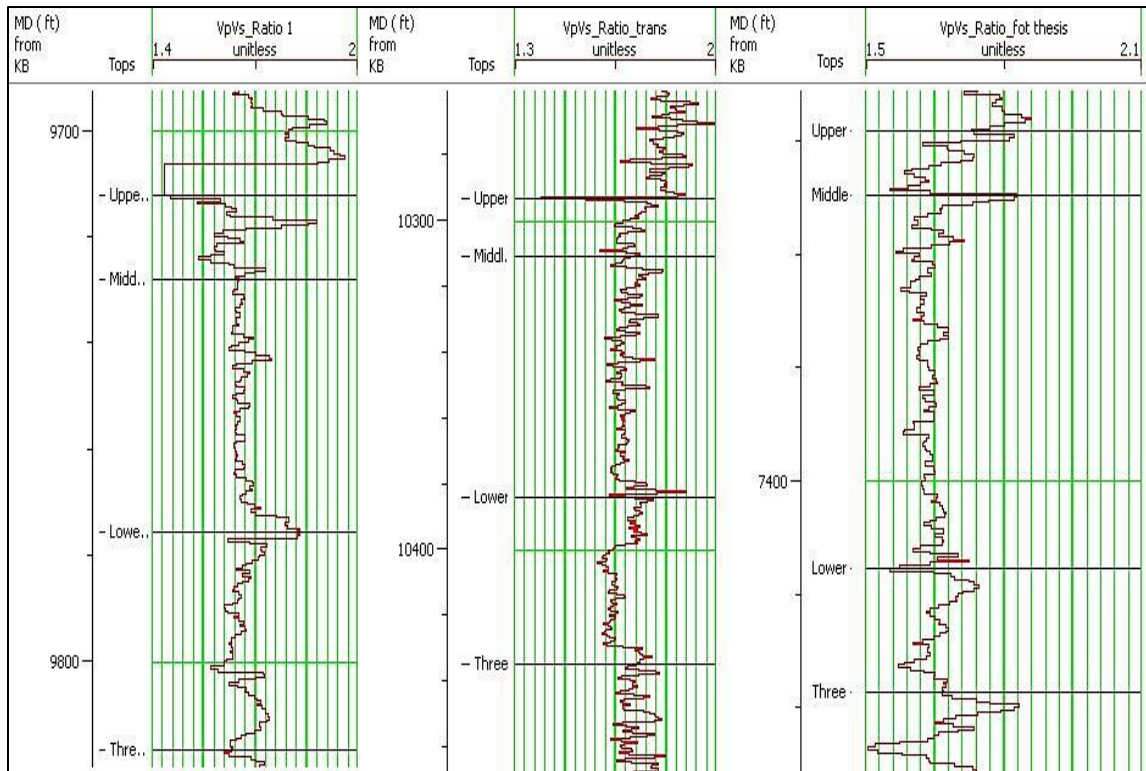 MD ( ft)
from
KB
Tops
VpVs_Ratio 1
1.4 unitless 2
9700
Uppe..
Midd..
Lowe..
9800
Thre..
MD ( ft)
from
KB
Tops
VpVs_Ratio_trans
1.3 unitless 2
Upper
10300
Middl.
Lower
10400
Three
MD ( ft)
from
KB
Tops
VpVs_Ratio_fot thesis
1.5 unitless 2.1
Upper
Middle
7400
Lower
Three